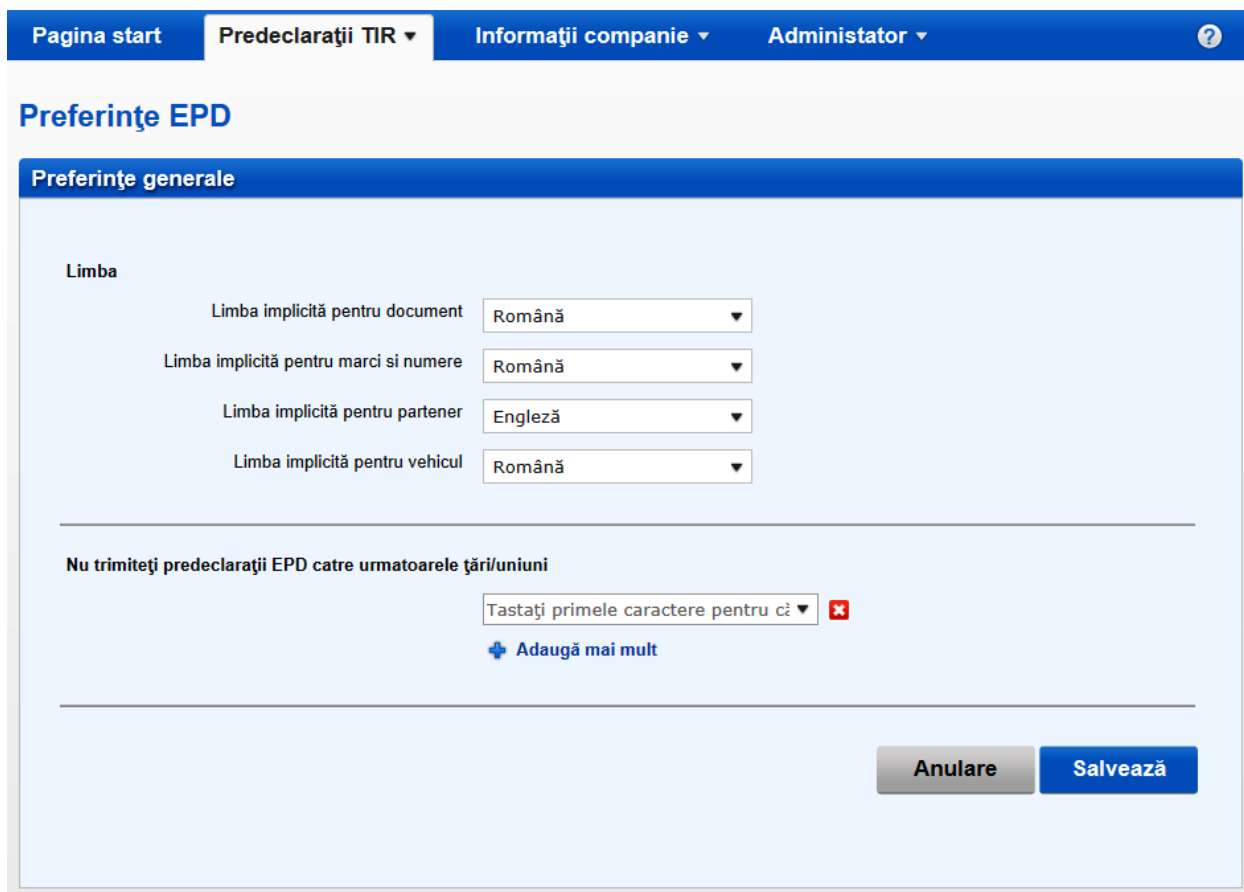 Pagina start Predeclaraţii TIR Informaţii companie Administator ?
Preferinţe EPD
Preferinţe generale
Limba
Limba implicită pentru document Română
Limba implicită pentru marci si numere Română
Limba implicită pentru partener Engleză
Limba implicită pentru vehicul Română
Nu trimiteţi predeclaraţii EPD catre urmatoarele ţări/uniuni
Tastaţi primele caractere pentru
Adaugă mai mult
Anulare Salvează